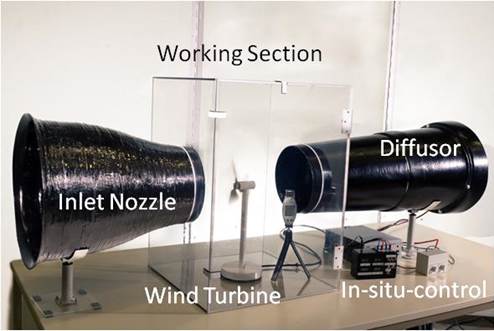 Working Section
Diffusor
Inlet Nozzle
Wind Turbine
In-situ-control